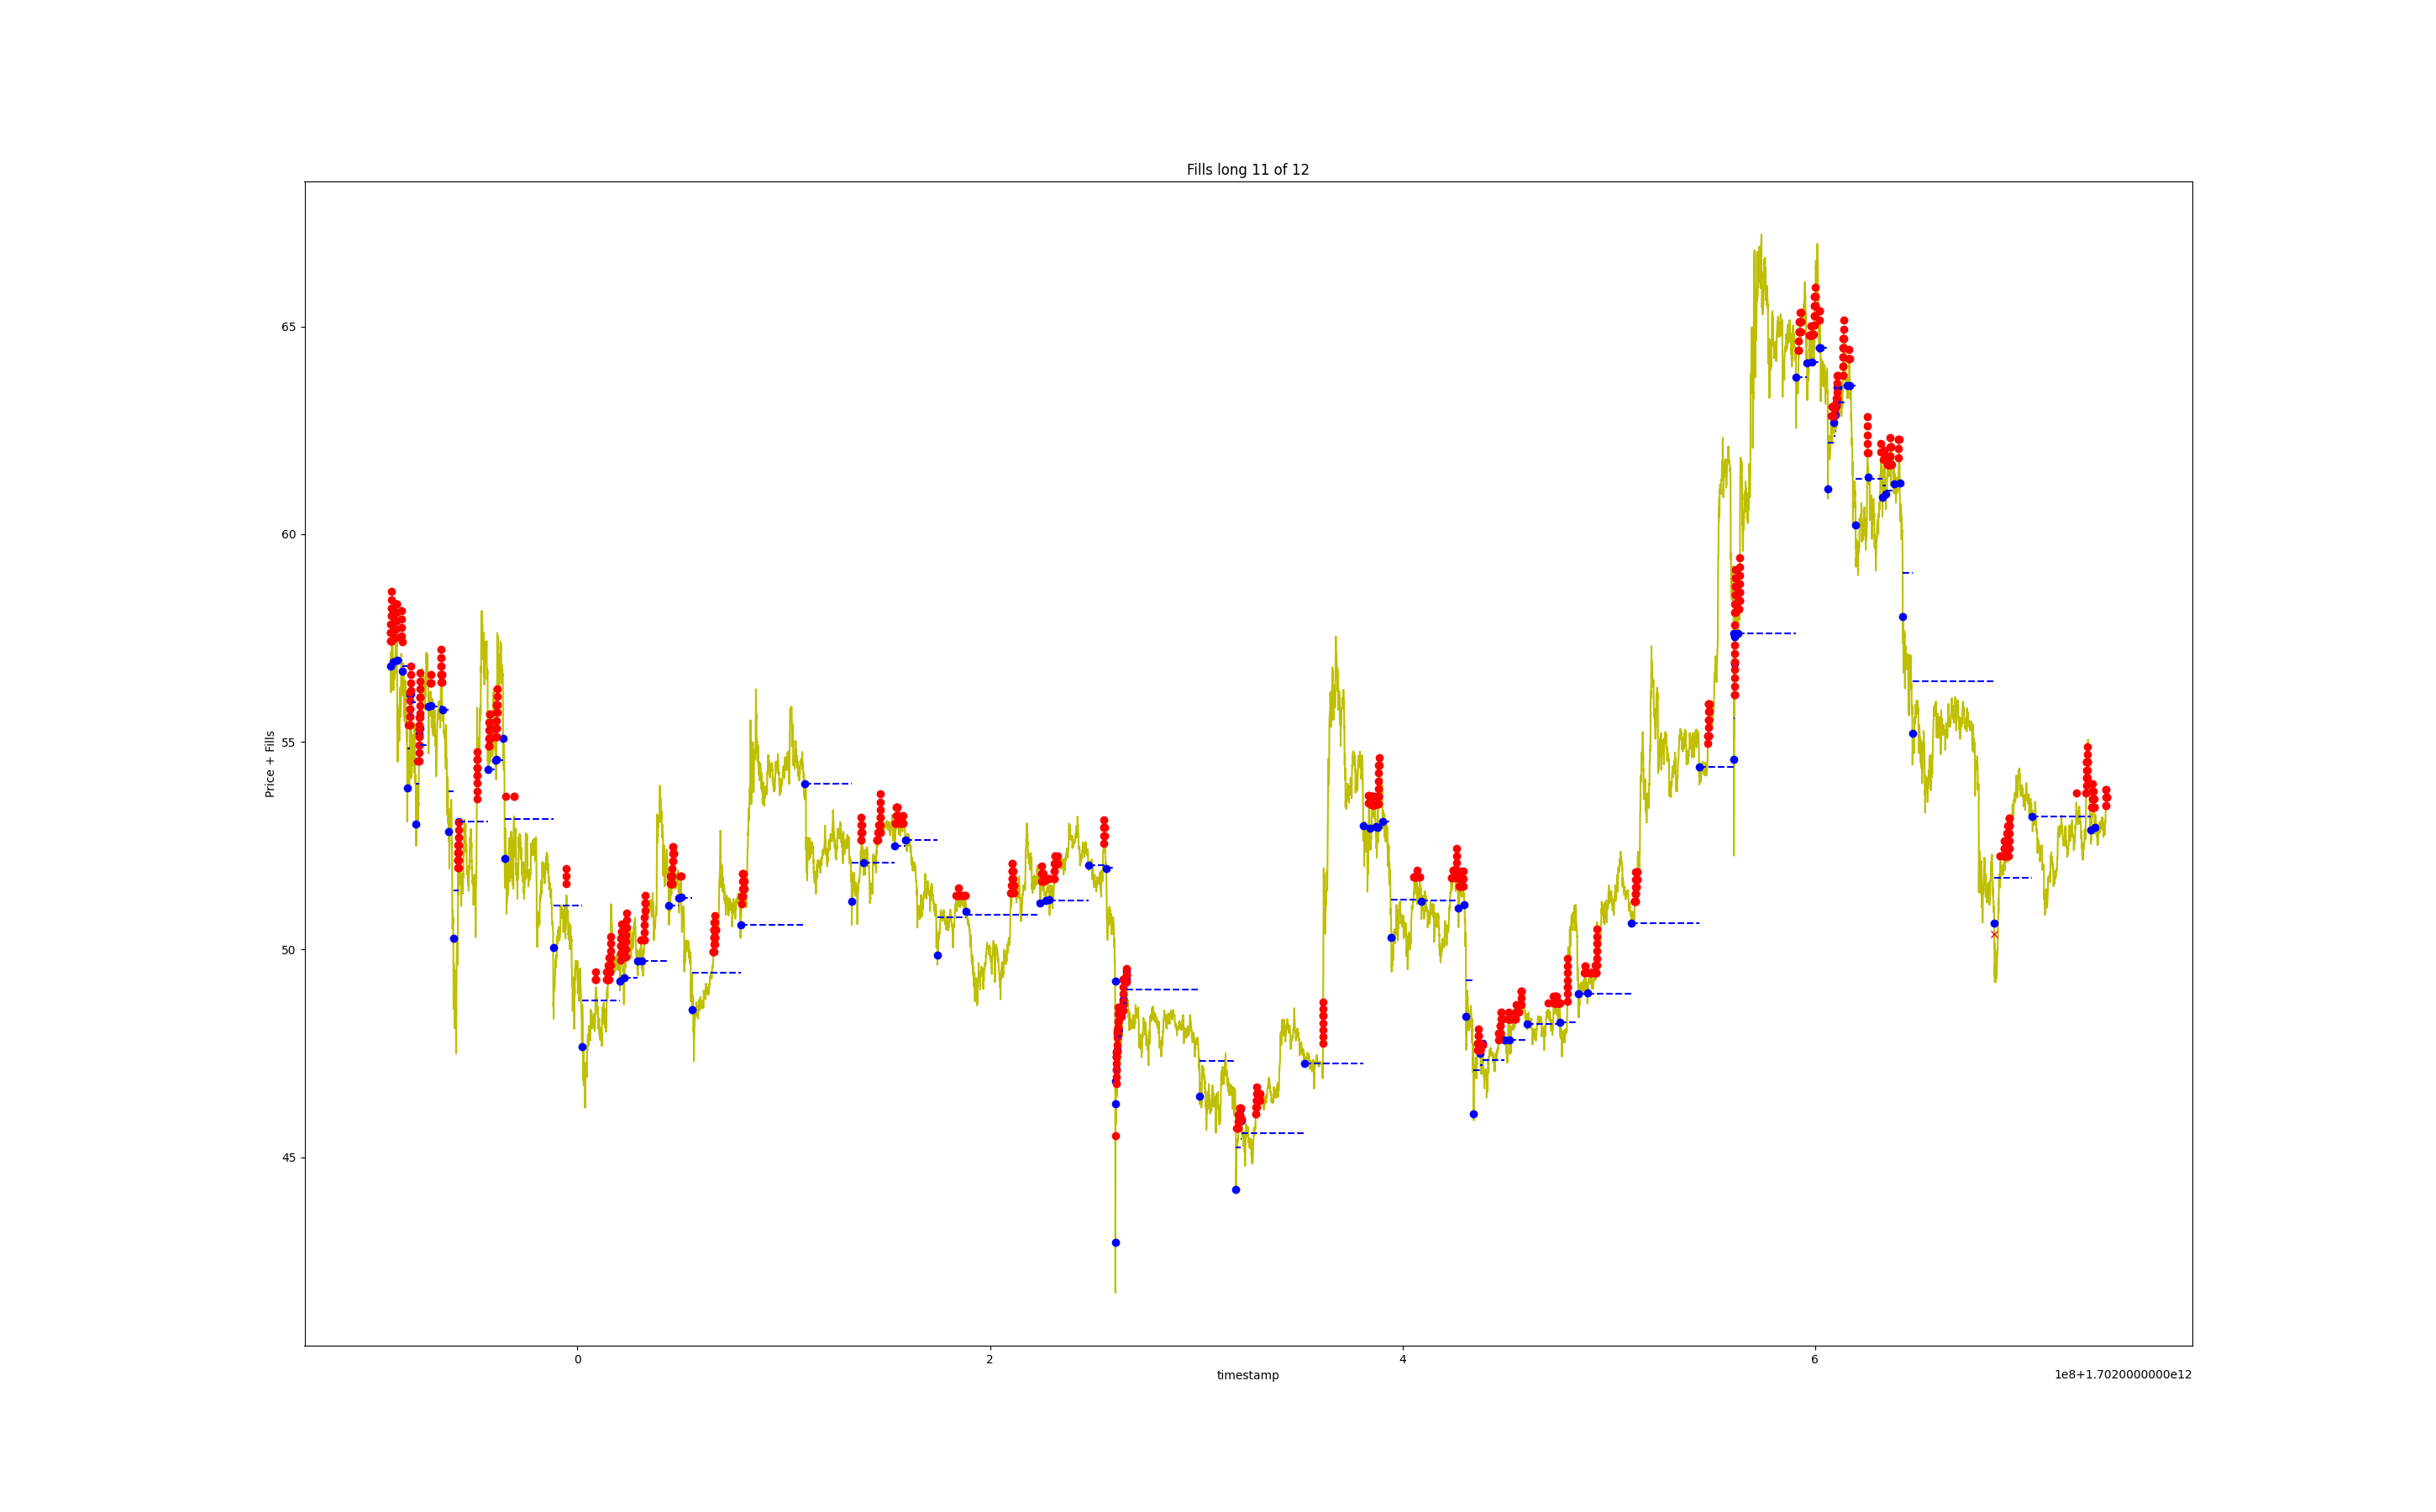 Fills long 11 of 12
Price + Fills
65
60
55
50
45
0 2 4 6
timestamp
1e8+1.7020000000e12